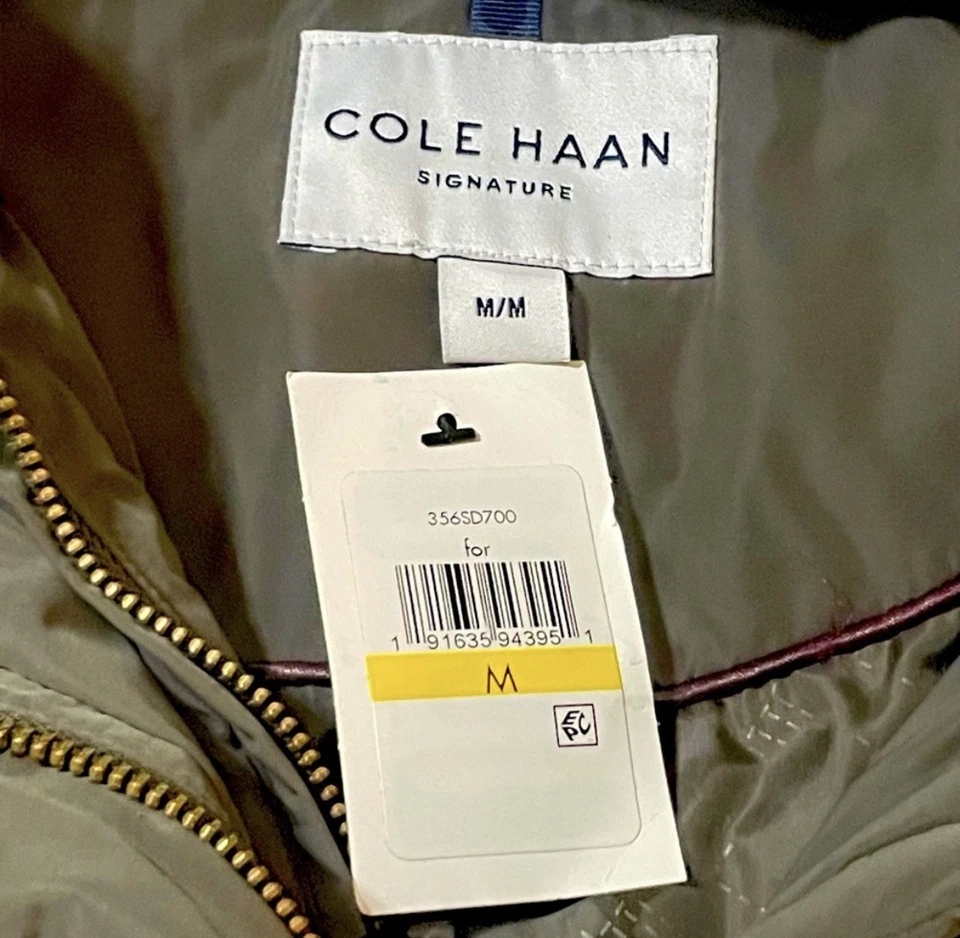 COLE HAAN
SIGNATURE
M/M
356SD700
for
1 91635 94395 1
M
EPC